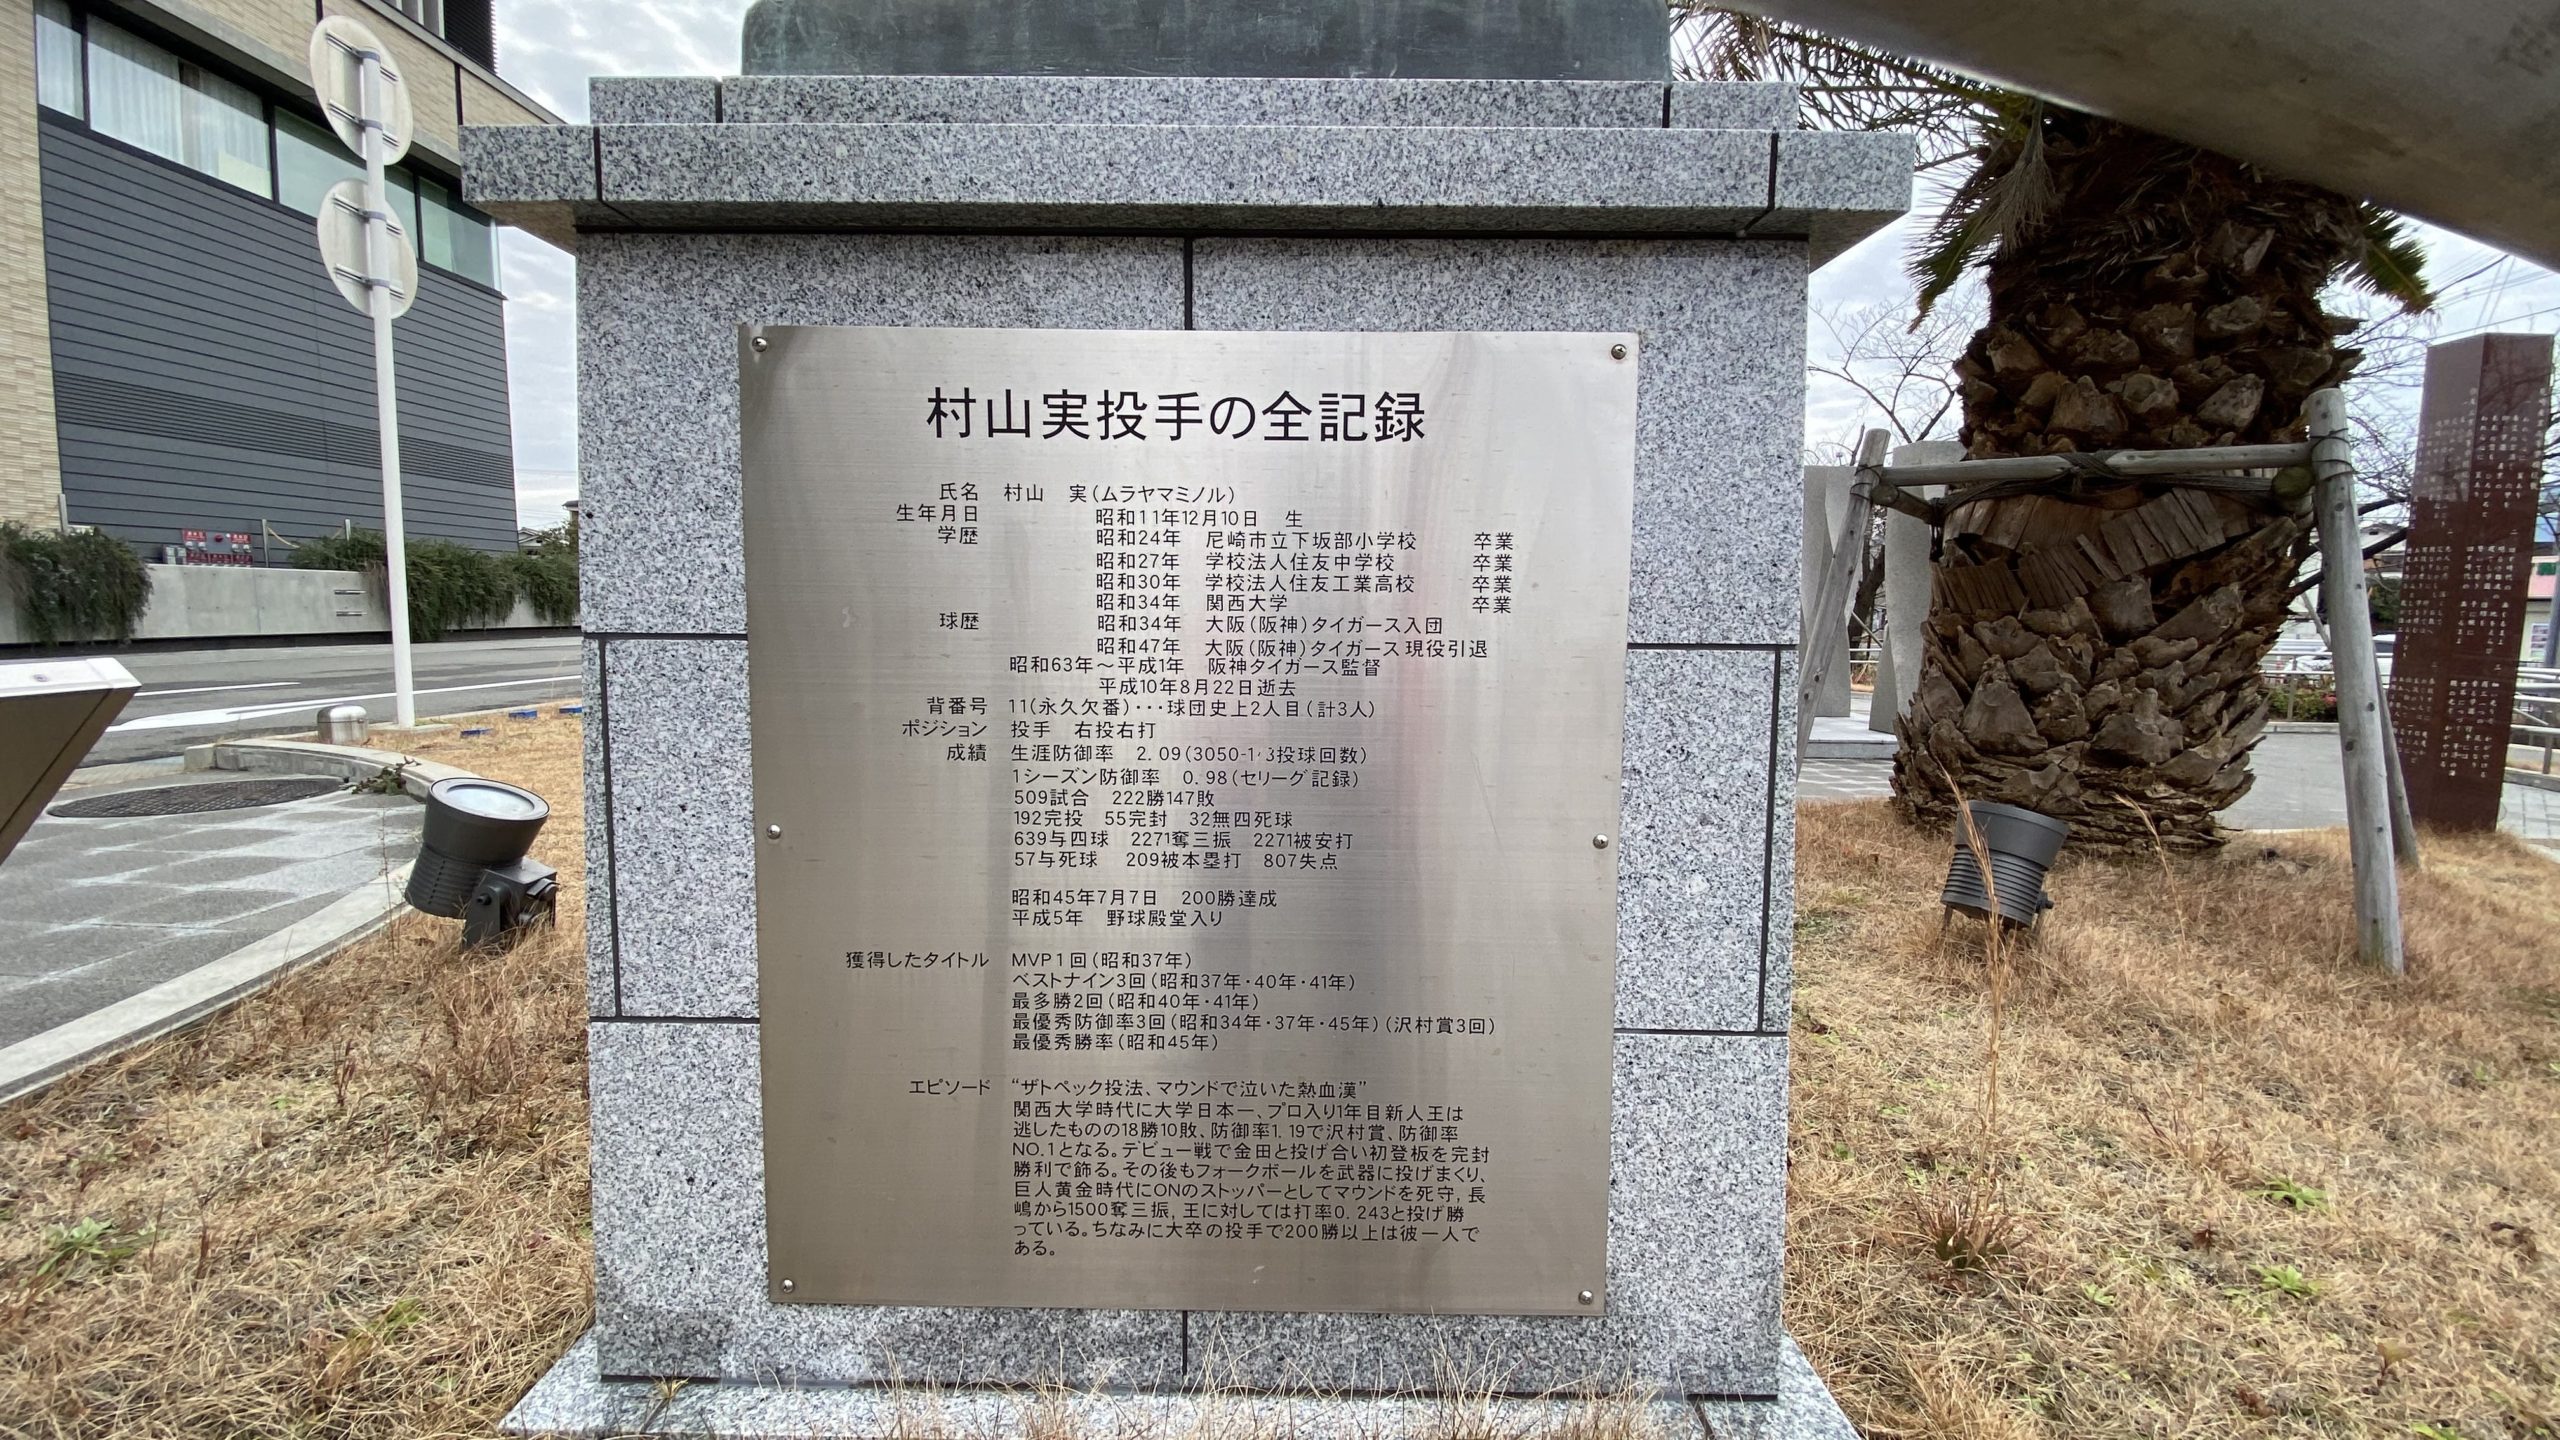 村山実投手の全記録
氏名 村山 実(ムラヤマミノル)
生年月日 昭和11年12月10日 生
学歴 昭和24年 尼崎市立下坂部小学校 卒業
昭和27年 学校法人住友中学校 卒業
昭和30年 学校法人住友工業高校 卒業
昭和34年 関西大学 卒業
球歴 昭和34年 大阪(阪神)タイガース入団
昭和47年 大阪(阪神)タイガース現役引退
昭和63年~平成1年 阪神タイガース監督
平成10年8月22日逝去
背番号 11(永久欠番)・・・球団史上2人目(計3人)
ポジション 投手 右投右打
成績 生涯防御率 2.09(3050-1/3投球回数)
1シーズン防御率 0.98(セリーグ記録)
509試合 222勝147敗
192完投 55完封 32無四死球
639与四球 2271奪三振 2271被安打
57与死球 209被本塁打 807失点
昭和45年7月7日 200勝達成
平成5年 野球殿堂入り
獲得したタイトル MVP1回(昭和37年)
ベストナイン3回(昭和37年・40年・41年)
最多勝2回(昭和40年・41年)
最優秀防御率3回(昭和34年・37年・45年)(沢村賞3回)
最優秀勝率(昭和45年)
エピソード “ザトペック投法、マウンドで泣いた熱血漢”
関西大学時代に大学日本一、プロ入り1年目新人王は
逃したものの18勝10敗、防御率1.19で沢村賞、防御率
NO.1となる。デビュー戦で金田と投げ合い初登板を完封
勝利で飾る。その後もフォークボールを武器に投げまくり、
巨人黄金時代にONのストッパーとしてマウンドを死守,長
嶋から1500奪三振,王に対しては打率0.243と投げ勝
っている。ちなみに大卒の投手で200勝以上は彼一人で
ある。